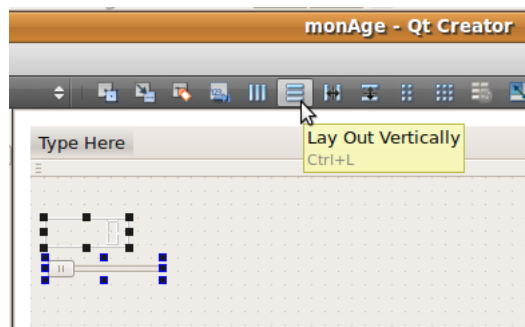 monAge - Qt Creator
Type Here
Lay Out Vertically
Ctrl+L